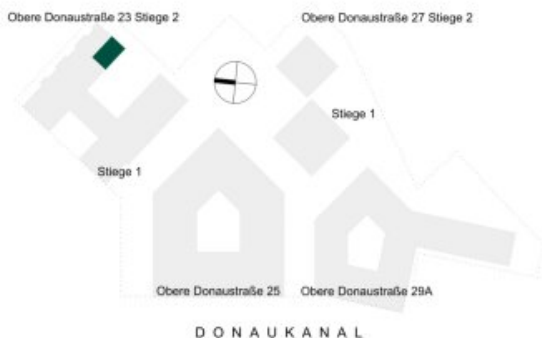 Obere Donaustraße 23 Stiege 2
Obere Donaustraße 27 Stiege 2
Stiege 1
Stiege 1
Obere Donaustraße 25
Obere Donaustraße 29A
DONAUKANAL